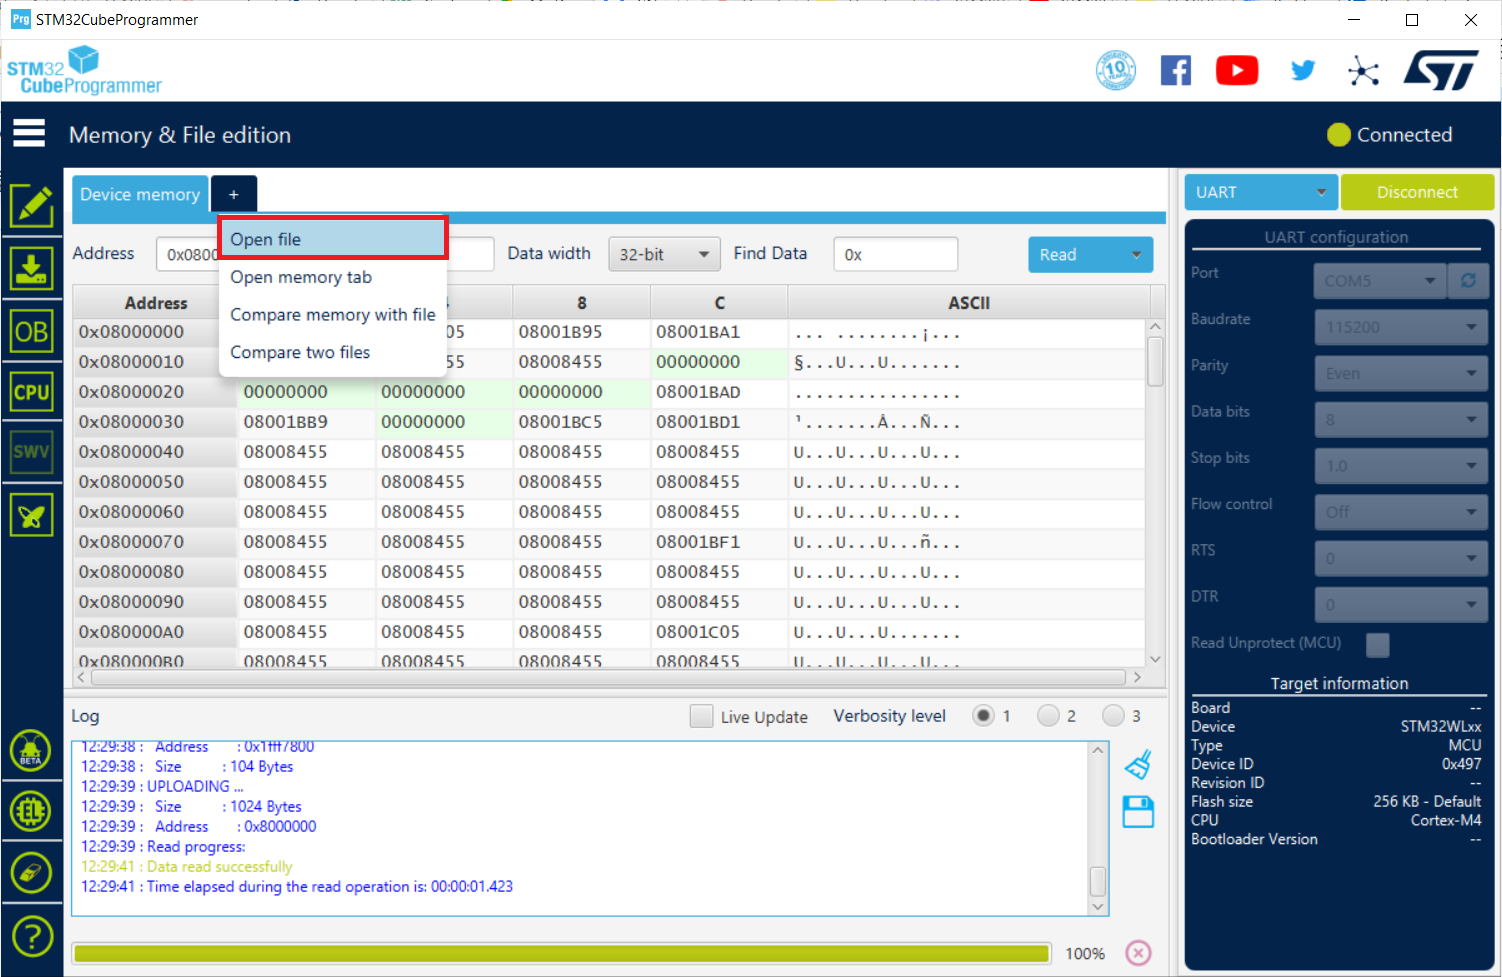 Prg STM32CubeProgrammer
STM32
CubeProgrammer
10 YEARS
ST
Memory & File edition
Connected
Device memory +
UART Disconnect
Open file
Open memory tab
Compare memory with file
Compare two files
Address 0x0800 Data width 32-bit Find Data 0x Read
Address 8 C ASCII
0x08000000 05 08001B95 08001BA1 ... ........¡...
0x08000010 55 08008455 00000000 §...U...U.......
0x08000020 00000000 00000000 00000000 08001BAD ................
0x08000030 08001BB9 00000000 08001BC5 08001BD1 ¹.......Å...Ñ...
0x08000040 08008455 08008455 08008455 08008455 U...U...U...U...
0x08000050 08008455 08008455 08008455 08008455 U...U...U...U...
0x08000060 08008455 08008455 08008455 08008455 U...U...U...U...
0x08000070 08008455 08008455 08008455 08001BF1 U...U...U...ñ...
0x08000080 08008455 08008455 08008455 08008455 U...U...U...U...
0x08000090 08008455 08008455 08008455 08008455 U...U...U...U...
0x080000A0 08008455 08008455 08008455 08001C05 U...U...U.......
0x080000B0 08008455 08008455 08008455 08008455 U...U...U...U...
OB
CPU
SWV
BETA
?
Log Live Update Verbosity level 1 2 3
12:29:38 : Address : 0x1fff7800
12:29:38 : Size : 104 Bytes
12:29:39 : UPLOADING ...
12:29:39 : Size : 1024 Bytes
12:29:39 : Address : 0x8000000
12:29:39 : Read progress:
12:29:41 : Data read successfully
12:29:41 : Time elapsed during the read operation is: 00:00:01.423
100%
UART configuration
Port COM5
Baudrate 115200
Parity Even
Data bits 8
Stop bits 1.0
Flow control Off
RTS 0
DTR 0
Read Unprotect (MCU)
Target information
Board --
Device STM32WLxx
Type MCU
Device ID 0x497
Revision ID --
Flash size 256 KB - Default
CPU Cortex-M4
Bootloader Version --